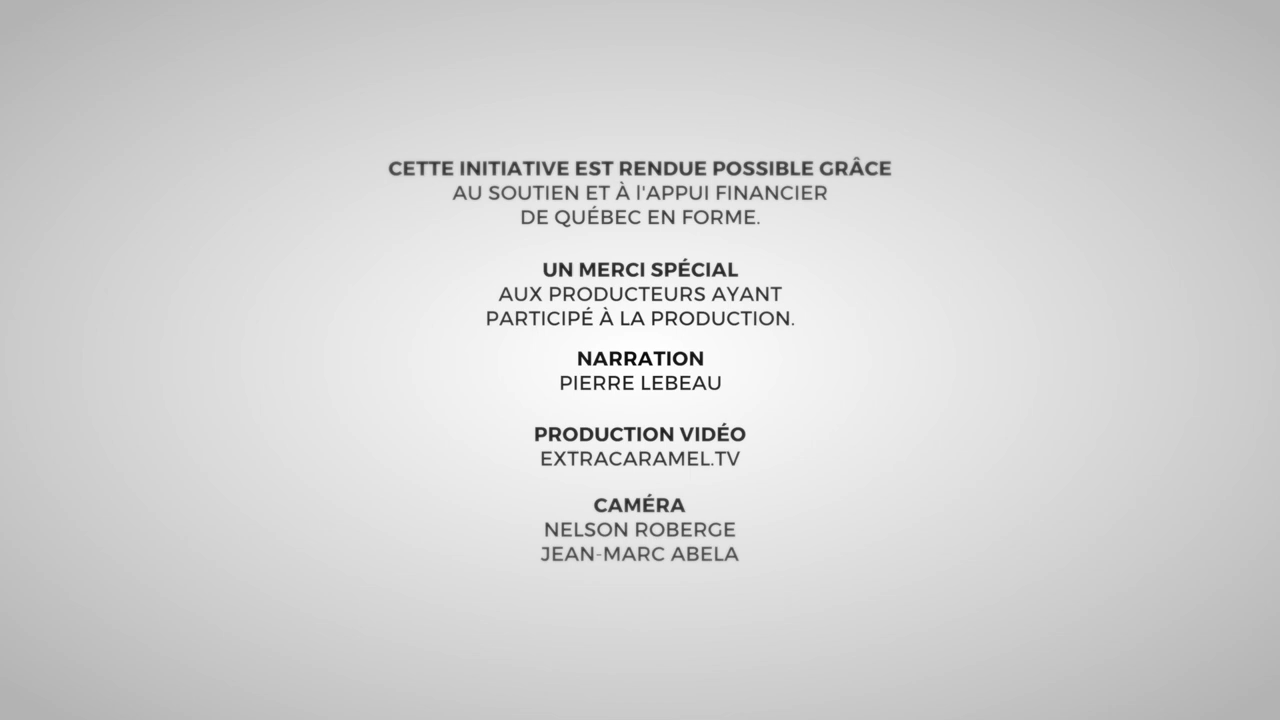 CETTE INITIATIVE EST RENDUE POSSIBLE GRÂCE
AU SOUTIEN ET À l'APPUI FINANCIER
DE QUÉBEC EN FORME.
UN MERCI SPÉCIAL
AUX PRODUCTEURS AYANT
PARTICIPÉ À LA PRODUCTION.
NARRATION
PIERRE LEBEAU
PRODUCTION VIDÉO
EXTRACARAMEL.TV
CAMÉRA
NELSON ROBERGE
JEAN-MARC ABELA